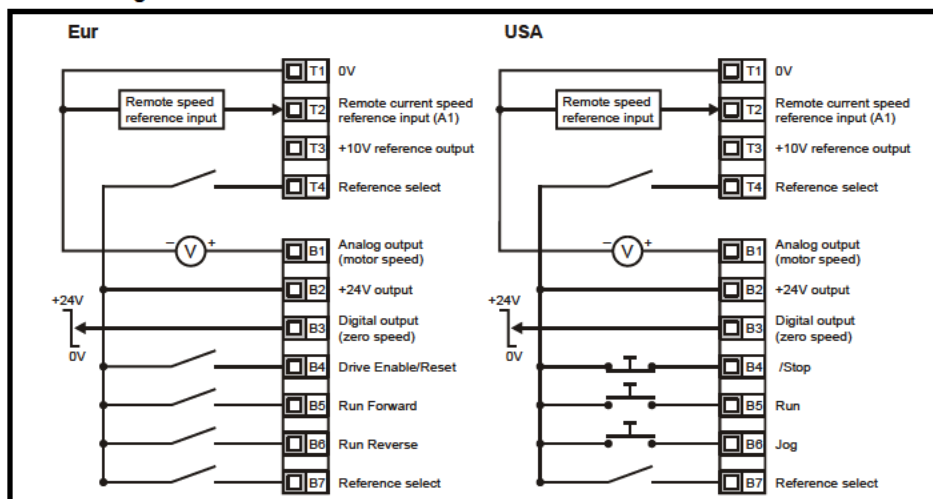 Eur
T1 0V
Remote speed
reference input
T2 Remote current speed
reference input (A1)
T3 +10V reference output
T4 Reference select
− V +
B1 Analog output
(motor speed)
B2 +24V output
+24V
0V
B3 Digital output
(zero speed)
B4 Drive Enable/Reset
B5 Run Forward
B6 Run Reverse
B7 Reference select
USA
T1 0V
Remote speed
reference input
T2 Remote current speed
reference input (A1)
T3 +10V reference output
T4 Reference select
− V +
B1 Analog output
(motor speed)
B2 +24V output
+24V
0V
B3 Digital output
(zero speed)
B4 /Stop
B5 Run
B6 Jog
B7 Reference select